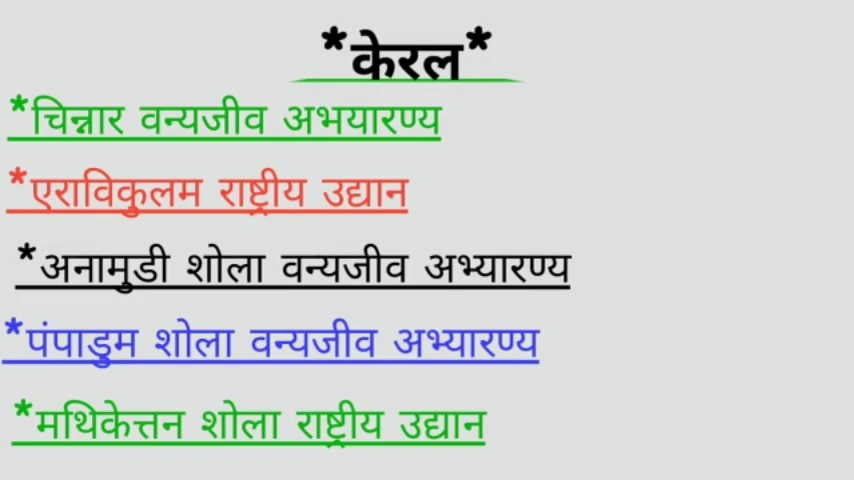 *केरल*
*चिन्नार वन्यजीव अभयारण्य
*एराविकुलम राष्ट्रीय उद्यान
*अनामुडी शोला वन्यजीव अभ्यारण्य
*पंपाडुम शोला वन्यजीव अभ्यारण्य
*मथिकेत्तन शोला राष्ट्रीय उद्यान